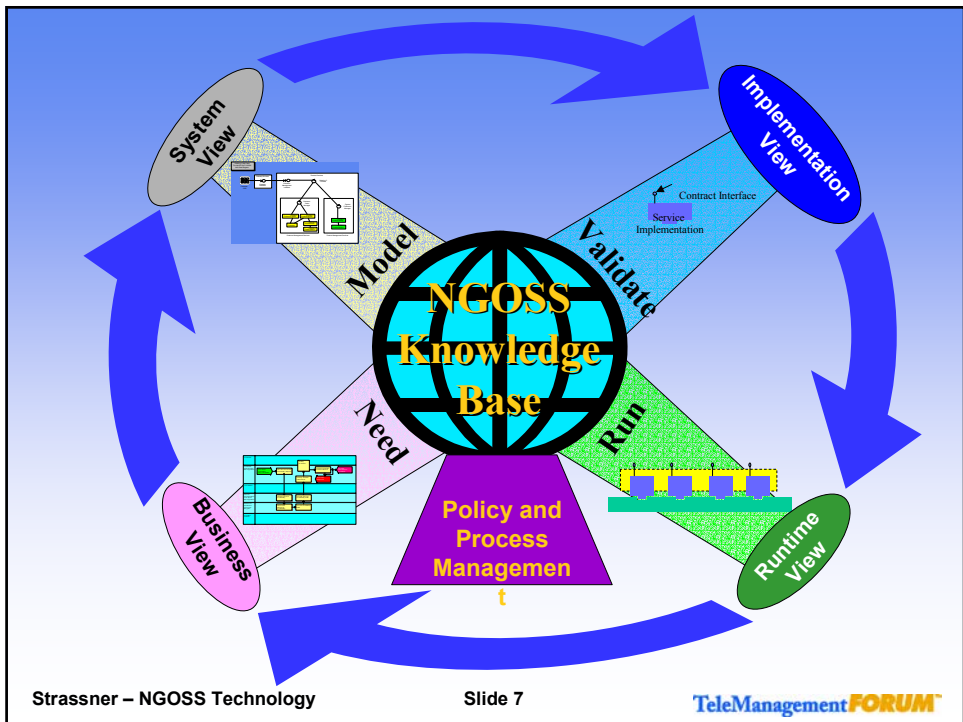 System
View
Implementation
View
Contract Interface
Service
Implementation
Model
Validate
NGOSS
Knowledge
Base
Need
Run
Policy and
Process
Managemen
t
Business
View
Runtime
View
Strassner – NGOSS Technology
Slide 7
TeleManagement FORUM™